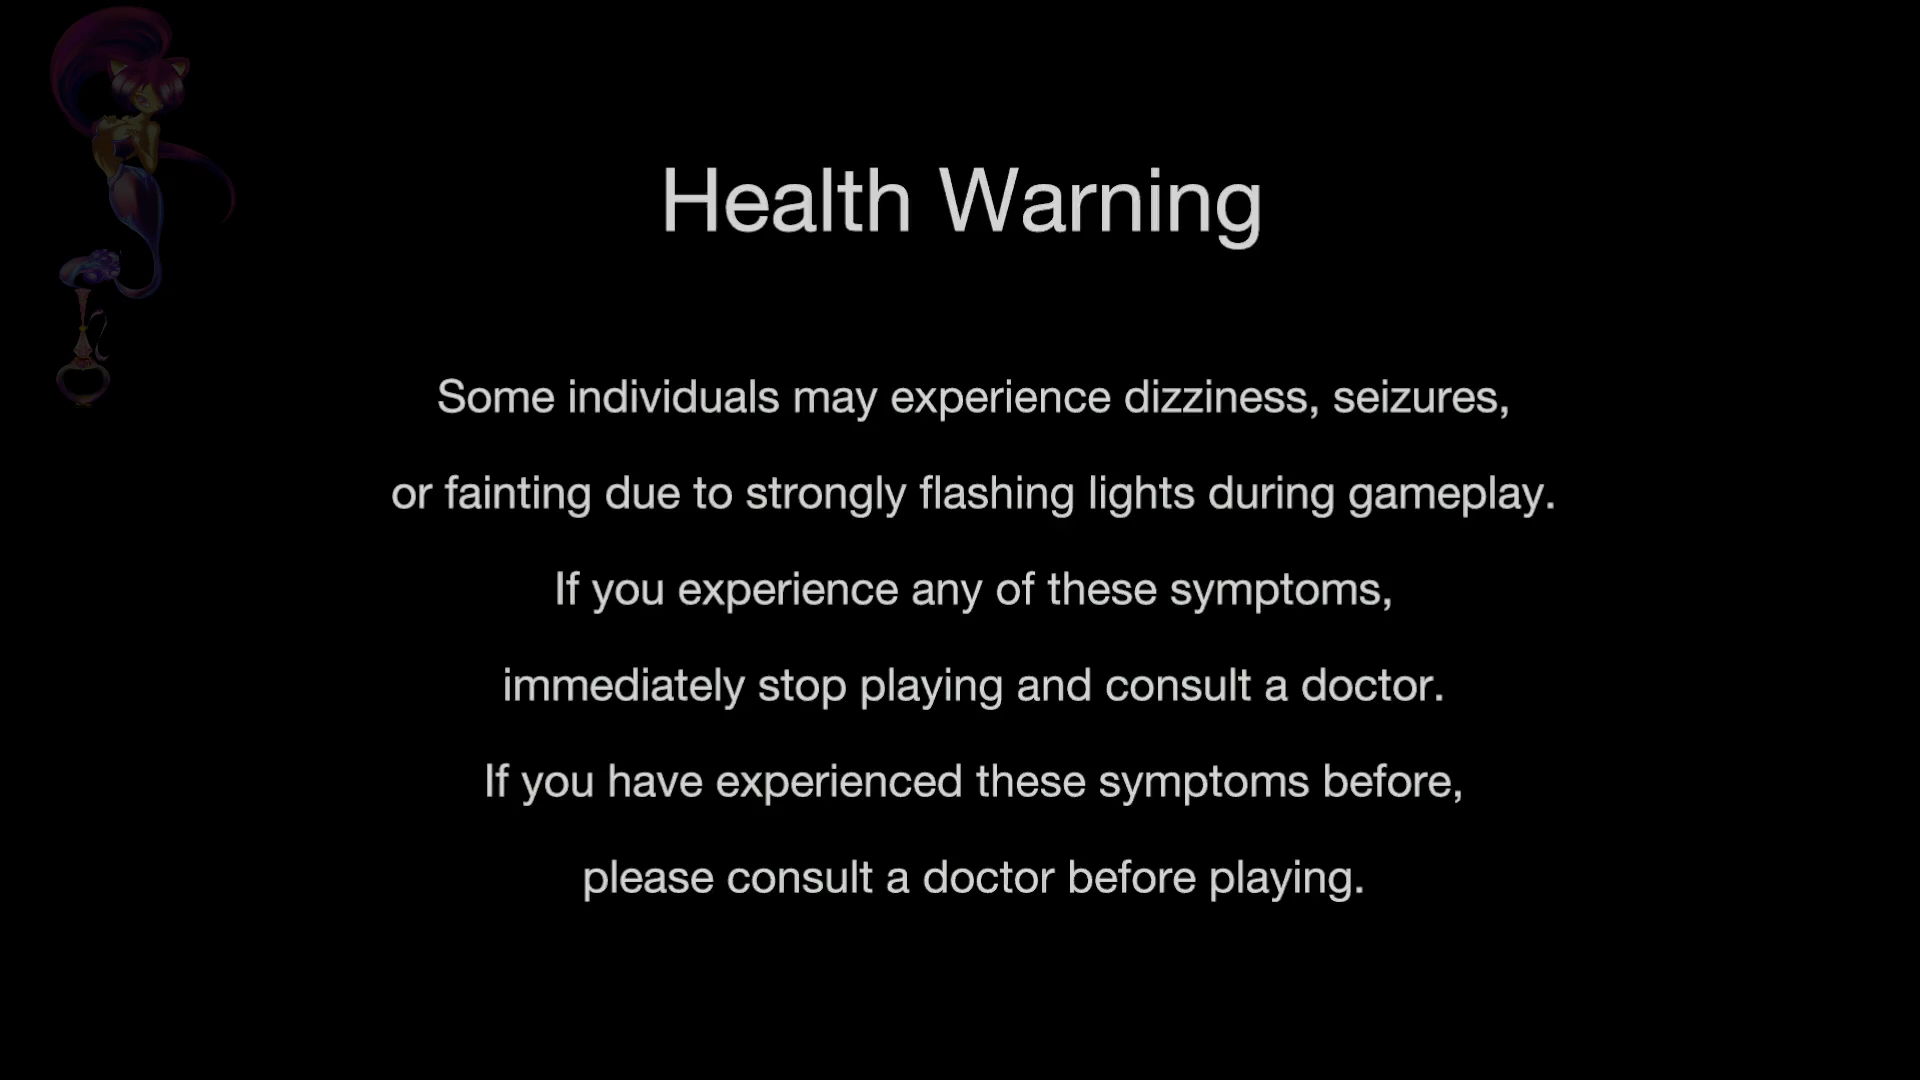 Health Warning
Some individuals may experience dizziness, seizures,
or fainting due to strongly flashing lights during gameplay.
If you experience any of these symptoms,
immediately stop playing and consult a doctor.
If you have experienced these symptoms before,
please consult a doctor before playing.